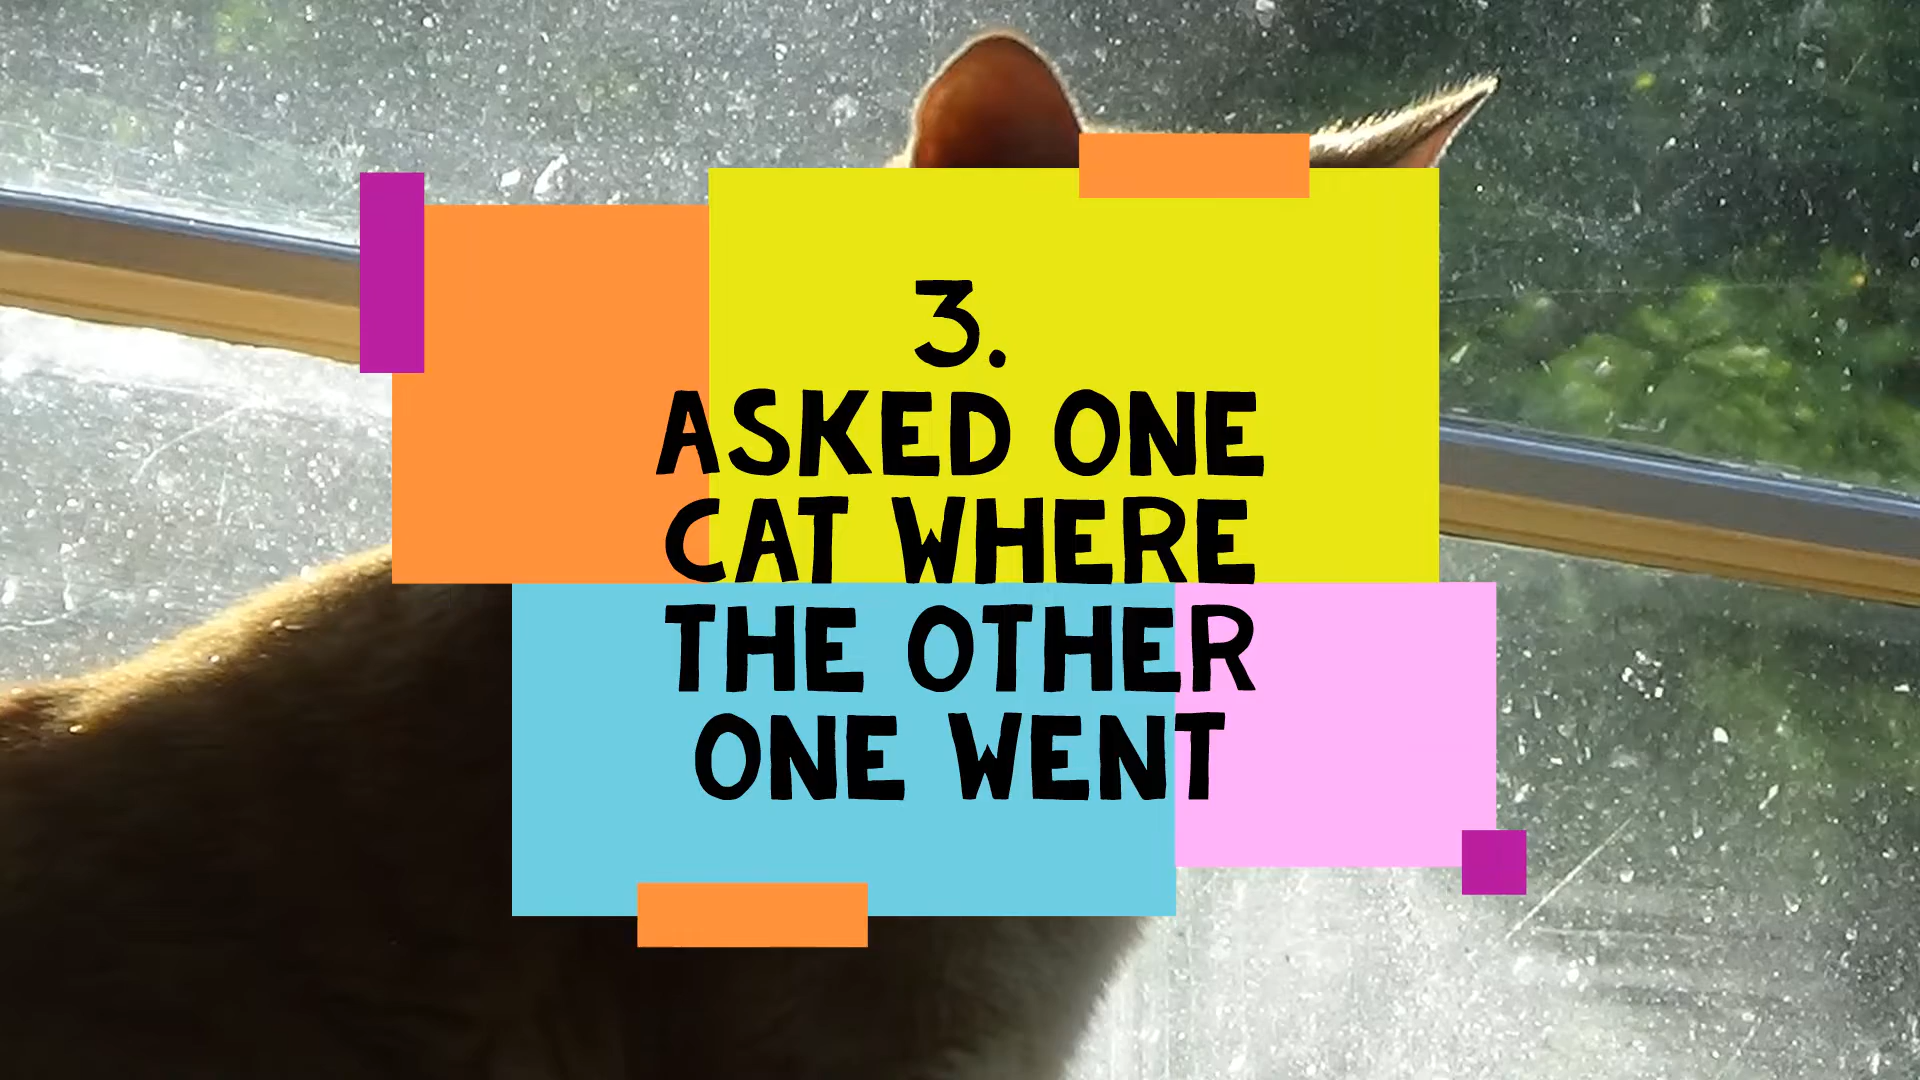 3.
ASKED ONE
CAT WHERE
THE OTHER
ONE WENT